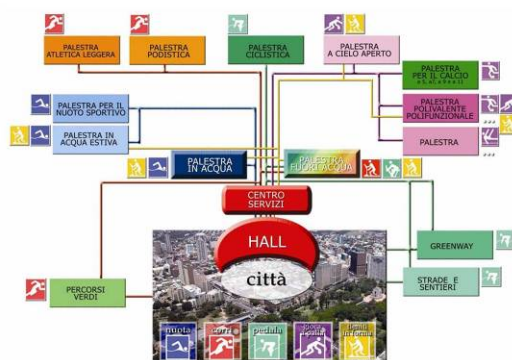 PALESTRA
ATLETICA LEGGERA
PALESTRA
PODISTICA
PALESTRA
CICLISTICA
PALESTRA
A CIELO APERTO
PALESTRA
PER IL CALCIO
PALESTRA PER IL
NUOTO SPORTIVO
PALESTRA
POLIVALENTE
POLIFUNZIONALE
PALESTRA IN
ACQUA ESTIVA
PALESTRA
PALESTRA
IN ACQUA
PALESTRA
FUORI ACQUA
CENTRO
SERVIZI
HALL
città
GREENWAY
PERCORSI
VERDI
STRADE E
SENTIERI
nuota
corri
pedala